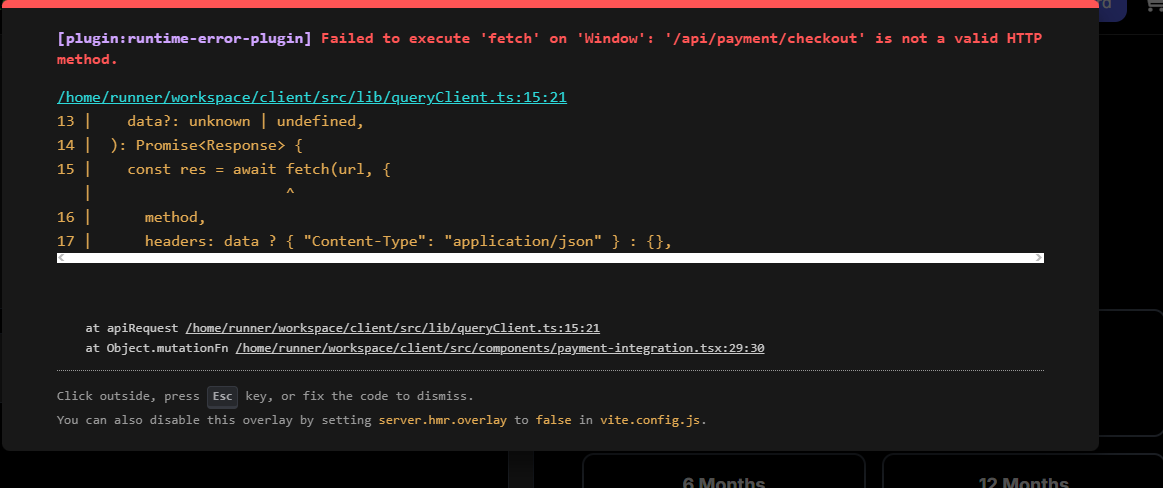 [plugin:runtime-error-plugin] Failed to execute 'fetch' on 'Window': '/api/payment/checkout' is not a valid HTTP
method.
/home/runner/workspace/client/src/lib/queryClient.ts:15:21
13 |    data?: unknown | undefined,
14 |  ): Promise<Response> {
15 |    const res = await fetch(url, {
   |                       ^
16 |      method,
17 |      headers: data ? { "Content-Type": "application/json" } : {},
at apiRequest /home/runner/workspace/client/src/lib/queryClient.ts:15:21
at Object.mutationFn /home/runner/workspace/client/src/components/payment-integration.tsx:29:30
Click outside, press Esc key, or fix the code to dismiss.
You can also disable this overlay by setting server.hmr.overlay to false in vite.config.js.
6 Months
12 Months